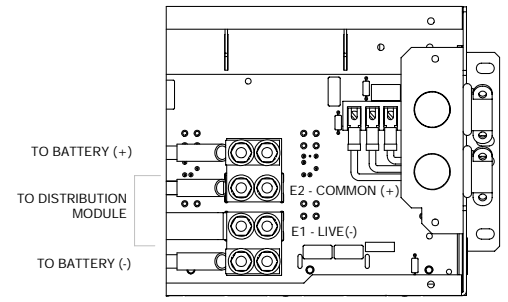 TO BATTERY (+)
TO DISTRIBUTION
MODULE
E2 - COMMON (+)
E1 - LIVE(-)
TO BATTERY (-)